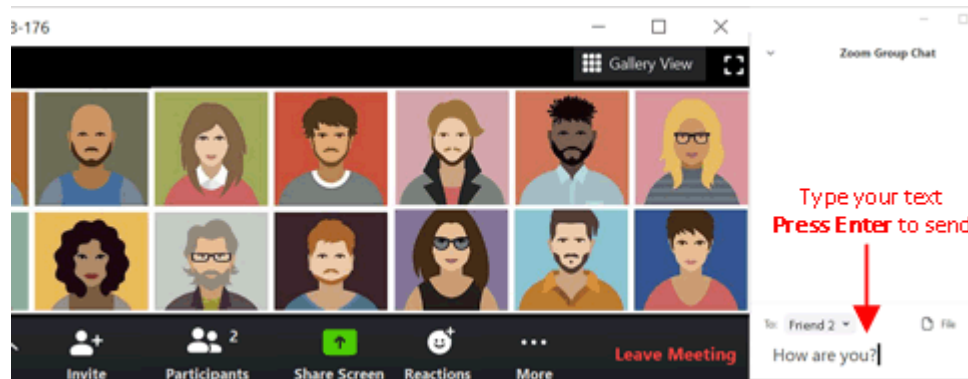 3-176
Gallery View
Zoom Group Chat
Type your text
Press Enter to send
To: Friend 2
File
How are you?
Invite
Participants
2
Share Screen
Reactions
More
Leave Meeting